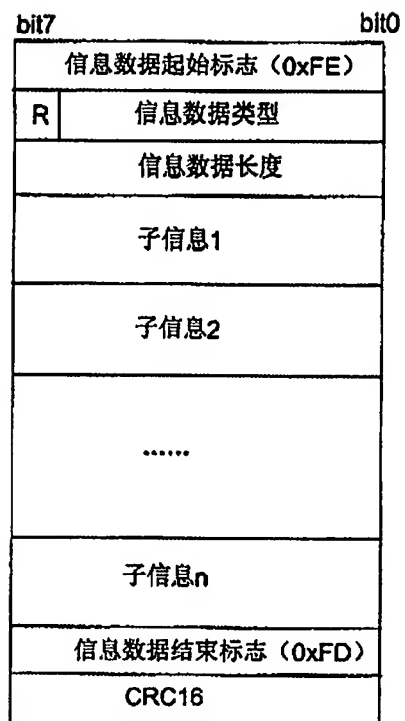 bit7 bit0
信息数据起始标志（0xFE）
R 信息数据类型
信息数据长度
子信息1
子信息2
......
子信息n
信息数据结束标志（0xFD）
CRC16